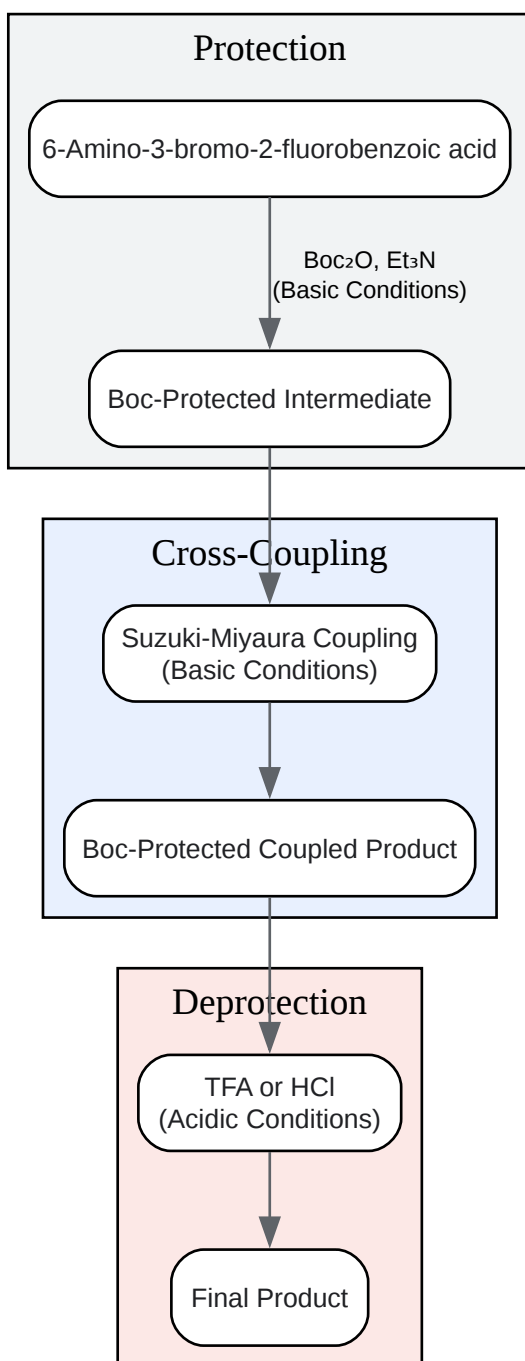 Protection
6-Amino-3-bromo-2-fluorobenzoic acid
Boc₂O, Et₃N
(Basic Conditions)
Boc-Protected Intermediate
Cross-Coupling
Suzuki-Miyaura Coupling
(Basic Conditions)
Boc-Protected Coupled Product
Deprotection
TFA or HCl
(Acidic Conditions)
Final Product